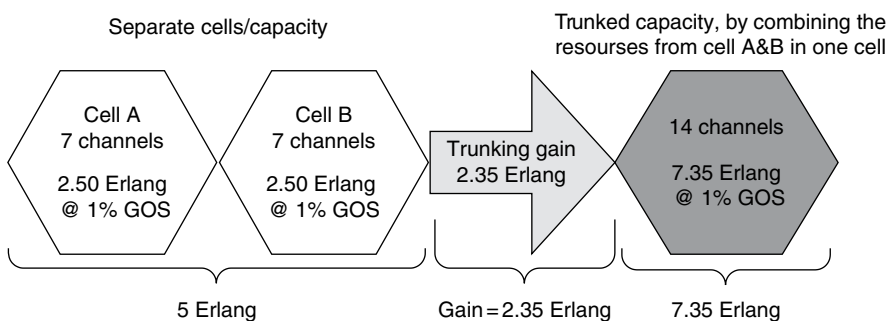 Separate cells/capacity
Trunked capacity, by combining the
resourses from cell A&B in one cell
Cell A
7 channels
2.50 Erlang
@ 1% GOS
Cell B
7 channels
2.50 Erlang
@ 1% GOS
Trunking gain
2.35 Erlang
14 channels
7.35 Erlang
@ 1% GOS
5 Erlang
Gain=2.35 Erlang
7.35 Erlang